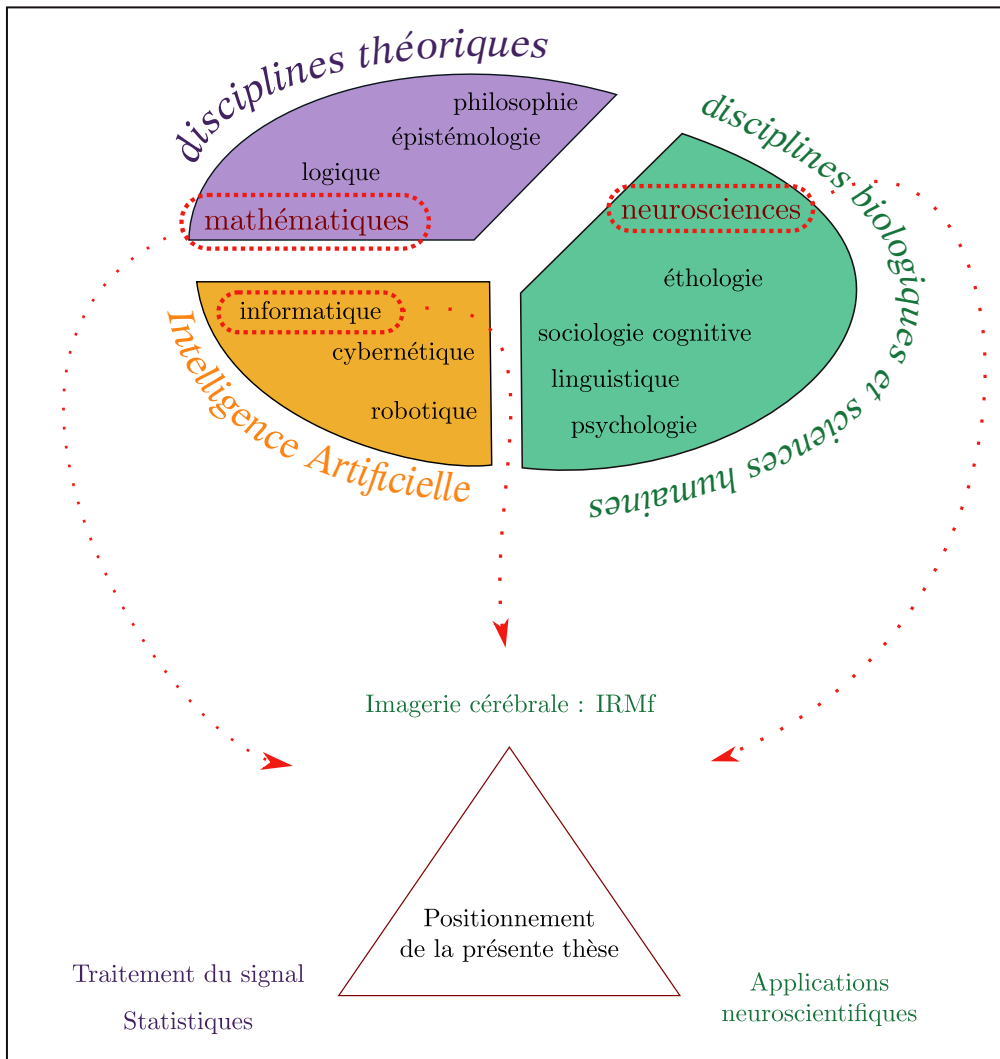 disciplines théoriques
philosophie
épistémologie
logique
mathématiques
disciplines biologiques et sciences humaines
neurosciences
éthologie
sociologie cognitive
linguistique
psychologie
informatique
cybernétique
robotique
Intelligence Artificielle
Imagerie cérébrale : IRMf
Positionnement
de la présente thèse
Traitement du signal
Statistiques
Applications
neuroscientifiques